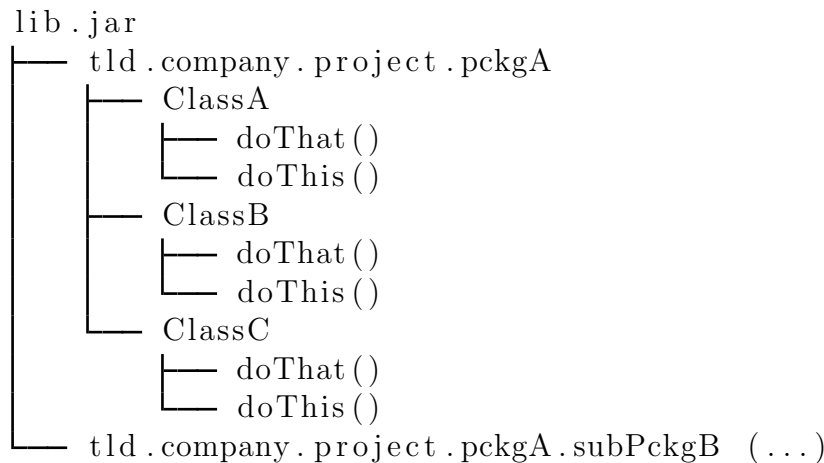 lib.jar
tld.company.project.pckgA
ClassA
doThat()
doThis()
ClassB
doThat()
doThis()
ClassC
doThat()
doThis()
tld.company.project.pckgA.subPckgB (...)